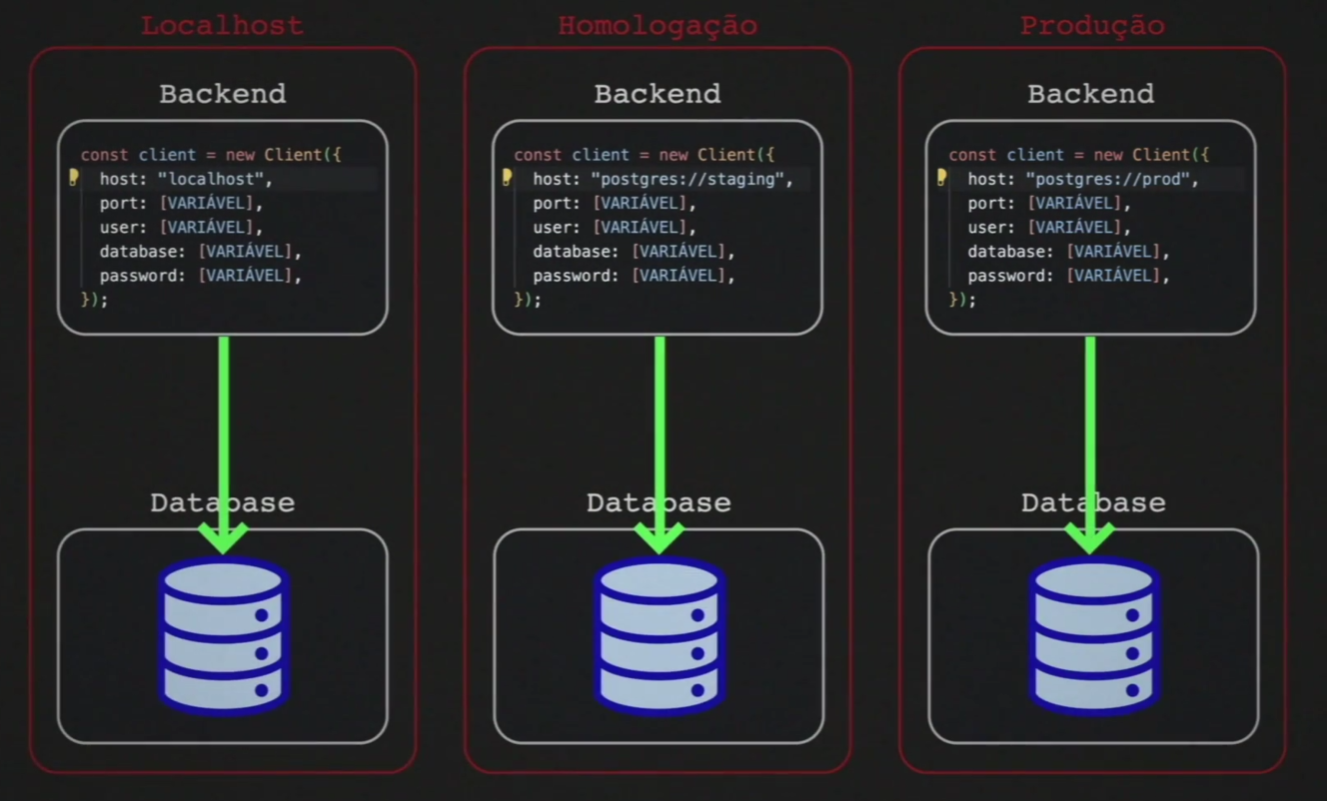 Localhost
Backend
const client = new Client({
host: "localhost",
port: [VARIÁVEL],
user: [VARIÁVEL],
database: [VARIÁVEL],
password: [VARIÁVEL],
});
Database
Homologação
Backend
const client = new Client({
host: "postgres://staging",
port: [VARIÁVEL],
user: [VARIÁVEL],
database: [VARIÁVEL],
password: [VARIÁVEL],
});
Database
Produção
Backend
const client = new Client({
host: "postgres://prod",
port: [VARIÁVEL],
user: [VARIÁVEL],
database: [VARIÁVEL],
password: [VARIÁVEL],
});
Database